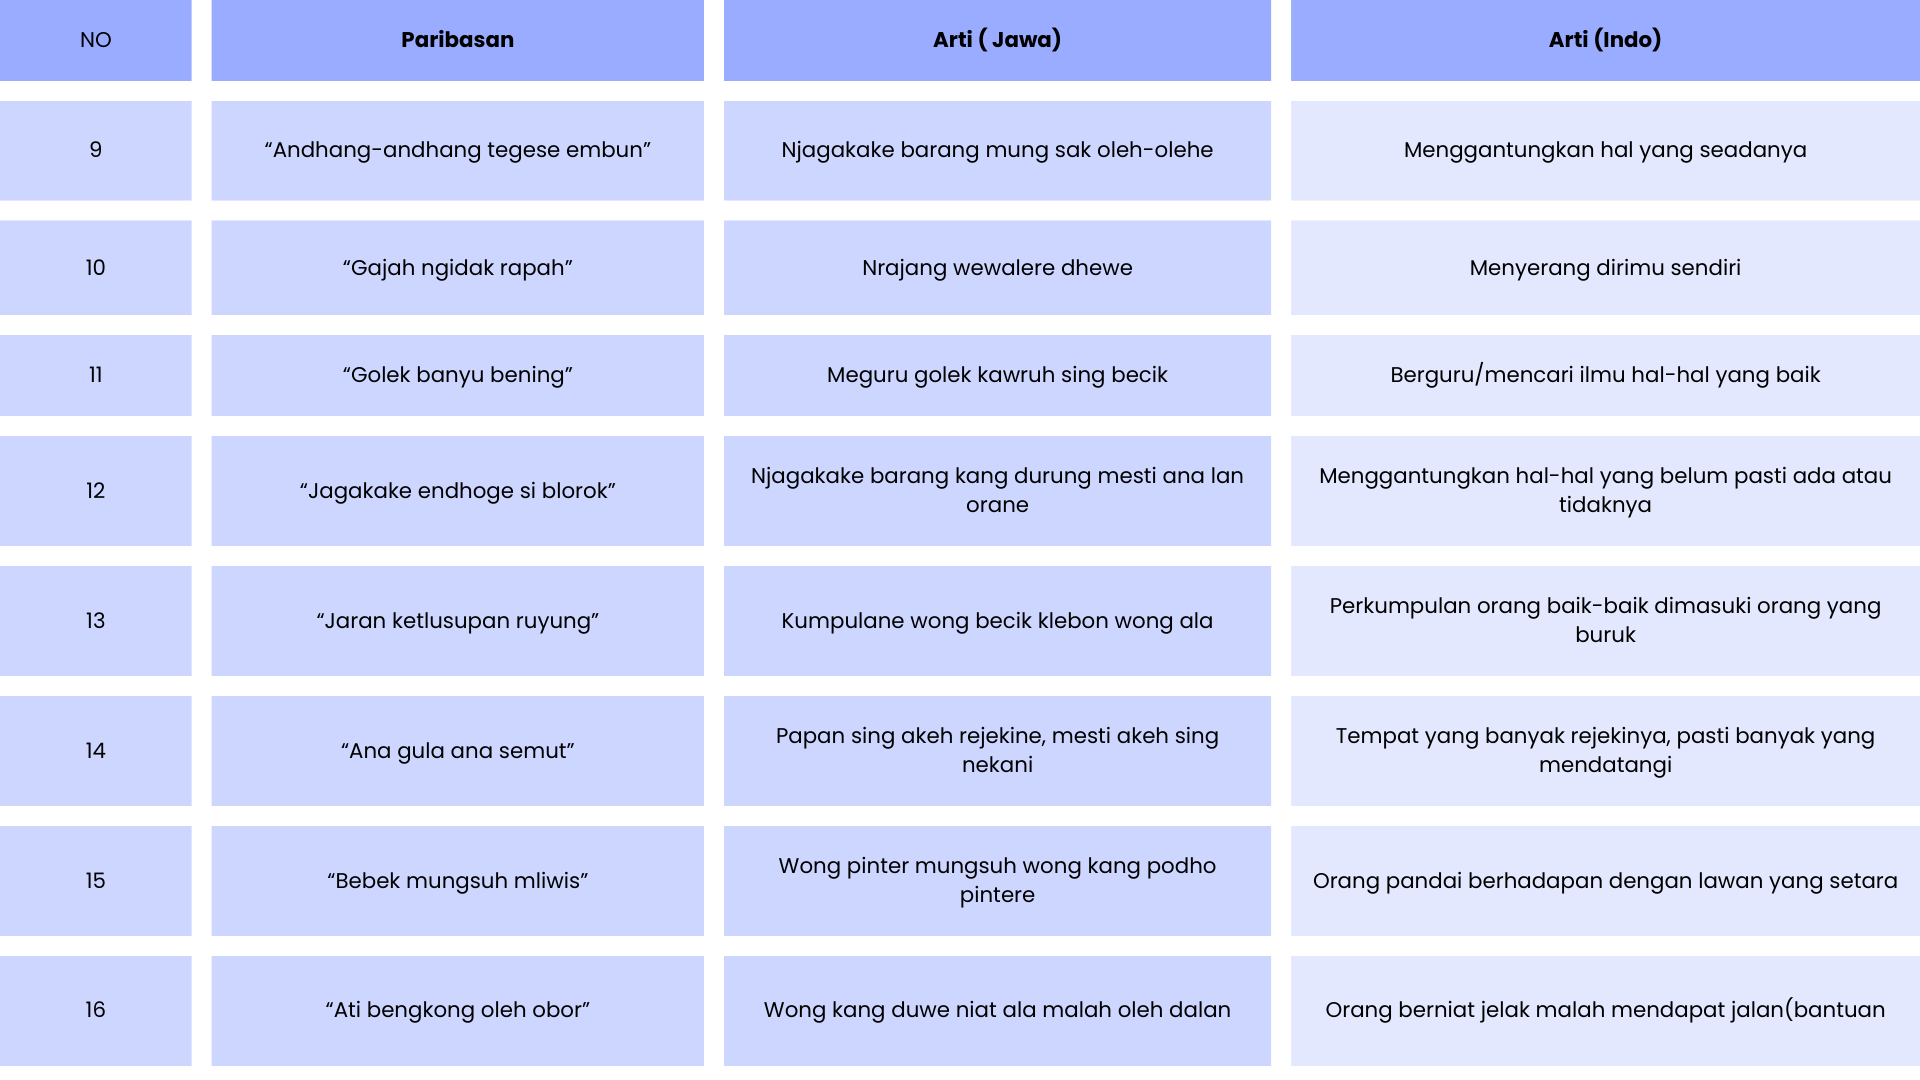 NO
Paribasan
Arti ( Jawa)
Arti (Indo)
9
“Andhang-andhang tegese embun”
Njagakake barang mung sak oleh-olehe
Menggantungkan hal yang seadanya
10
“Gajah ngidak rapah”
Nrajang wewalere dhewe
Menyerang dirimu sendiri
11
“Golek banyu bening”
Meguru golek kawruh sing becik
Berguru/mencari ilmu hal-hal yang baik
12
“Jagakake endhoge si blorok”
Njagakake barang kang durung mesti ana lan
orane
Menggantungkan hal-hal yang belum pasti ada atau
tidaknya
13
“Jaran ketlusupan ruyung”
Kumpulane wong becik klebon wong ala
Perkumpulan orang baik-baik dimasuki orang yang
buruk
14
“Ana gula ana semut”
Papan sing akeh rejekine, mesti akeh sing
nekani
Tempat yang banyak rejekinya, pasti banyak yang
mendatangi
15
“Bebek mungsuh mliwis”
Wong pinter mungsuh wong kang podho
pintere
Orang pandai berhadapan dengan lawan yang setara
16
“Ati bengkong oleh obor”
Wong kang duwe niat ala malah oleh dalan
Orang berniat jelak malah mendapat jalan(bantuan